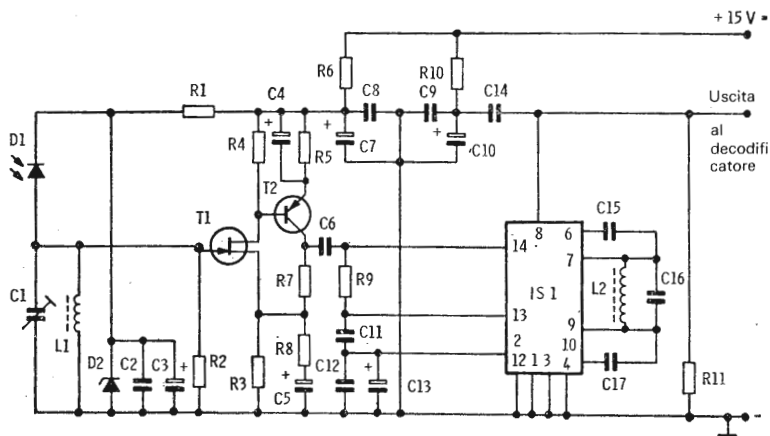 + 15 V =
R6
R10
C4
C8
C9
C14
R1
Uscita
al
decodifi
catore
D1
R4
R5
C7
C10
T2
T1
C6
C15
8
6
14
7
C16
C1
L1
R7
R9
IS 1
L2
13
9
C11
2
10
D2
C2
C3
R2
R3
R8
C12
12
1
3
4
C17
C5
C13
R11